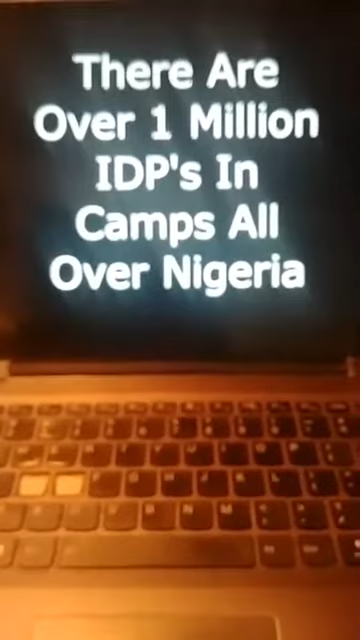 There Are
Over 1 Million
IDP's In
Camps All
Over Nigeria